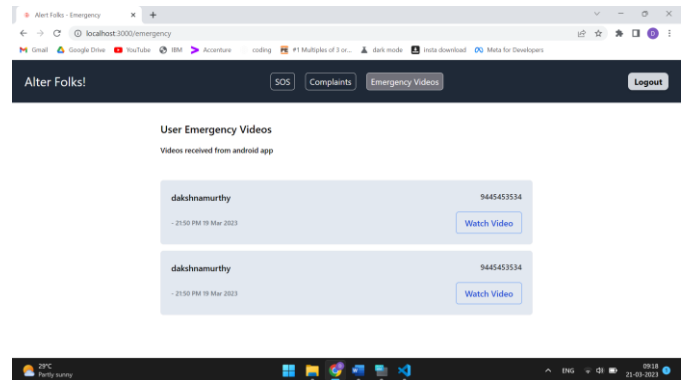 Alert Folks - Emergency
localhost:3000/emergency
Gmail Google Drive YouTube IBM Accenture coding #1 Multiples of 3 or... dark mode insta download Meta for Developers
Alter Folks! SOS Complaints Emergency Videos Logout
User Emergency Videos
Videos received from android app
dakshnamurthy 9445453534
- 21:50 PM 19 Mar 2023 Watch Video
dakshnamurthy 9445453534
- 21:50 PM 19 Mar 2023 Watch Video
29°C 09:18
Partly sunny ENG 21-03-2023